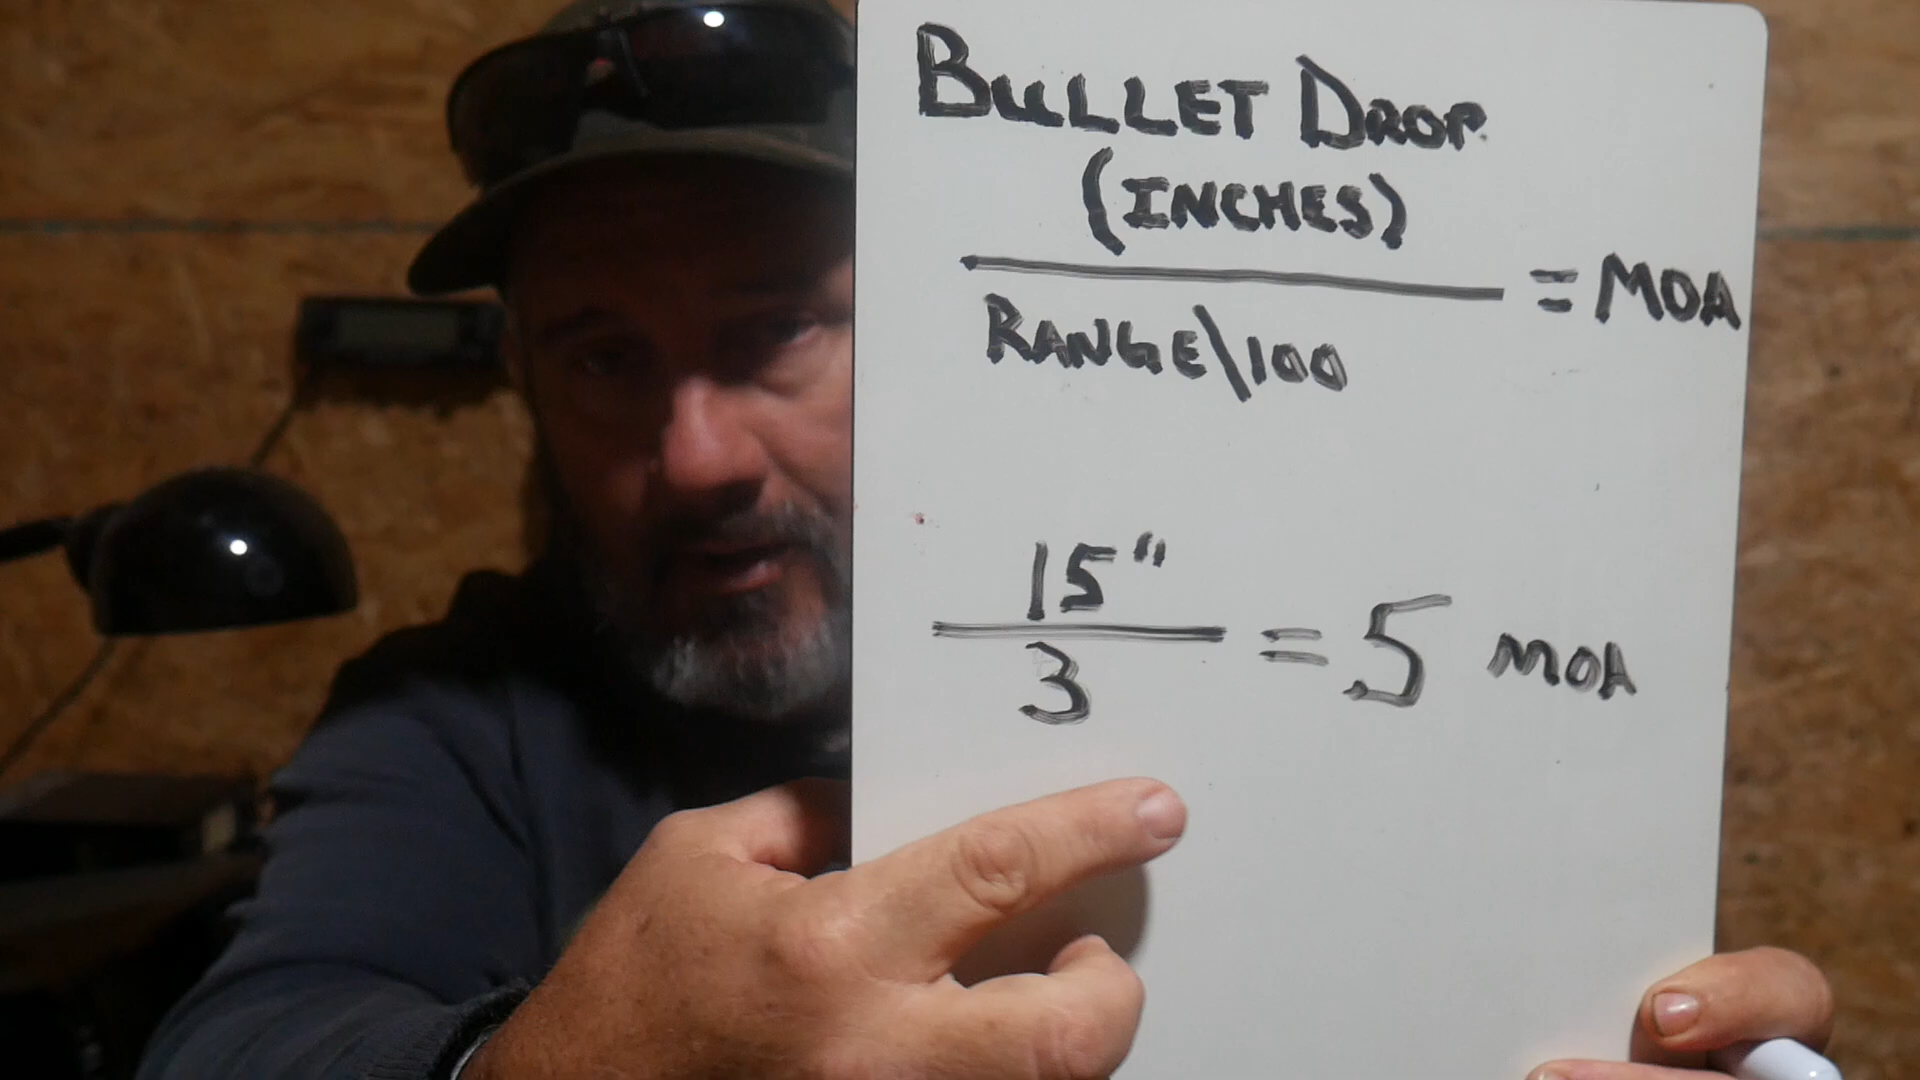 BULLET DROP
(INCHES)
= MOA
RANGE\100
15"
3
= 5 MOA